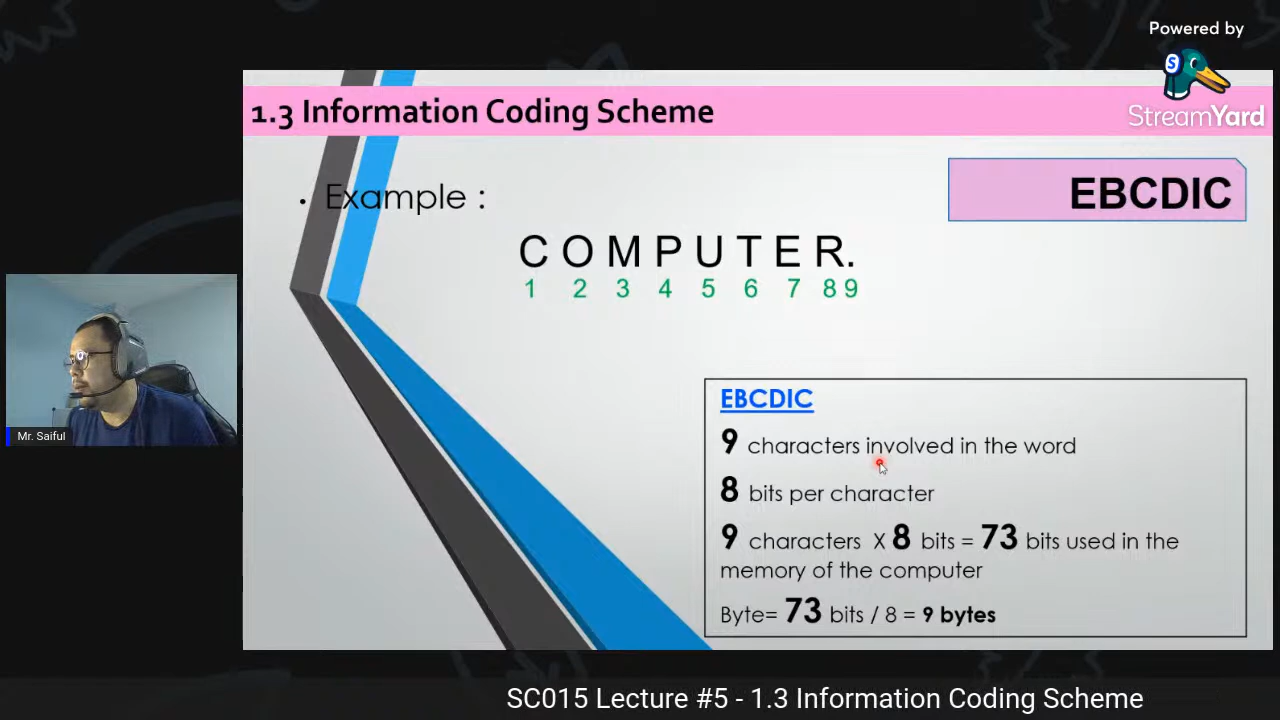 Powered by
StreamYard
1.3 Information Coding Scheme
• Example :
EBCDIC
C O M P U T E R.
1 2 3 4 5 6 7 8 9
EBCDIC
9 characters involved in the word
8 bits per character
9 characters X 8 bits = 73 bits used in the
memory of the computer
Byte= 73 bits / 8 = 9 bytes
Mr. Saiful
SC015 Lecture #5 - 1.3 Information Coding Scheme